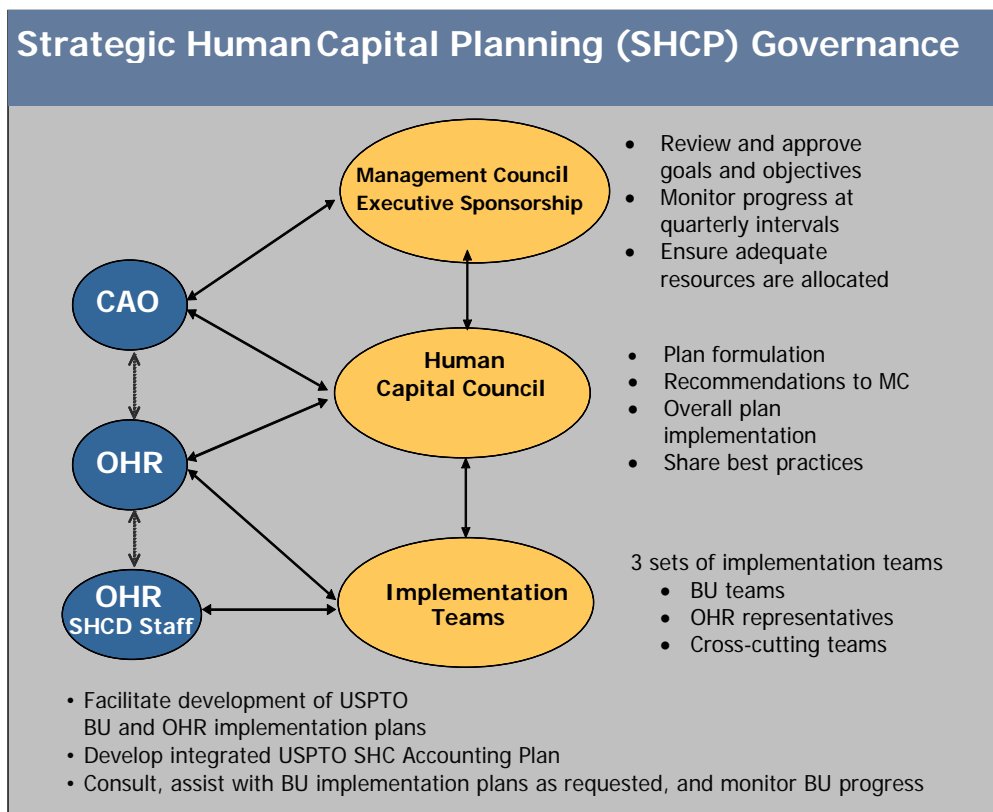 Strategic Human Capital Planning (SHCP) Governance
Management Council
Executive Sponsorship
• Review and approve
goals and objectives
• Monitor progress at
quarterly intervals
• Ensure adequate
resources are allocated
CAO
Human
Capital Council
• Plan formulation
• Recommendations to MC
• Overall plan
implementation
• Share best practices
OHR
OHR
SHCD Staff
Implementation
Teams
3 sets of implementation teams
• BU teams
• OHR representatives
• Cross-cutting teams
• Facilitate development of USPTO
BU and OHR implementation plans
• Develop integrated USPTO SHC Accounting Plan
• Consult, assist with BU implementation plans as requested, and monitor BU progress